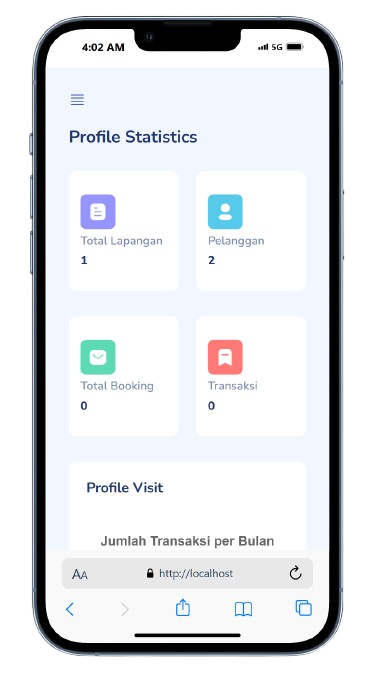 4:02 AM 5G
Profile Statistics
Total Lapangan Pelanggan
1 2
Total Booking Transaksi
0 0
Profile Visit
Jumlah Transaksi per Bulan
AA http://localhost